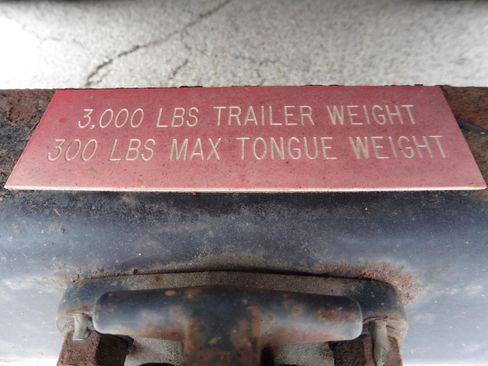 3,000 LBS TRAILER WEIGHT
300 LBS MAX TONGUE WEIGHT